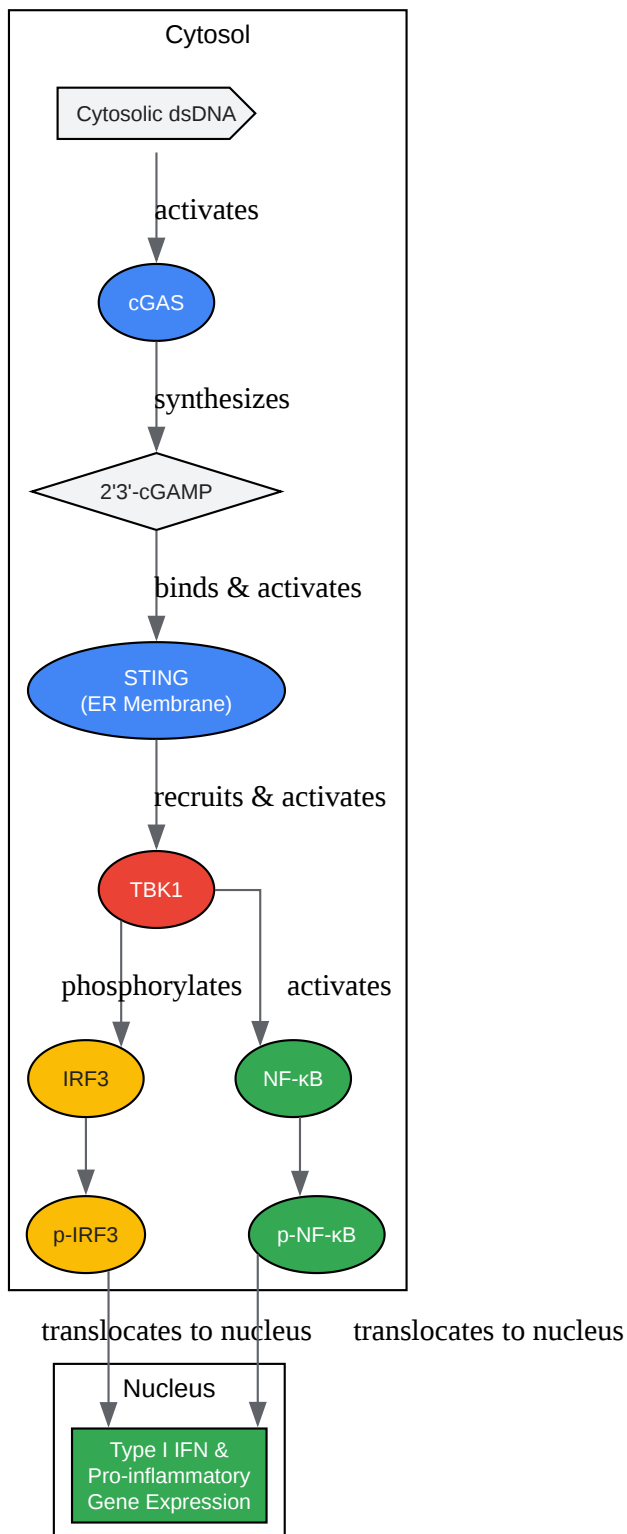 Cytosol
Cytosolic dsDNA
activates
cGAS
synthesizes
2'3'-cGAMP
binds & activates
STING
(ER Membrane)
recruits & activates
TBK1
phosphorylates
activates
IRF3
NF-κB
p-IRF3
p-NF-κB
translocates to nucleus
translocates to nucleus
Nucleus
Type I IFN &
Pro-inflammatory
Gene Expression